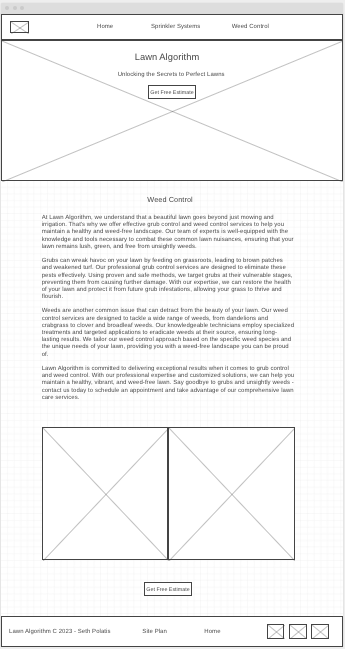 Home Sprinkler Systems Weed Control
Lawn Algorithm
Unlocking the Secrets to Perfect Lawns
Get Free Estimate
Weed Control
At Lawn Algorithm, we understand that a beautiful lawn goes beyond just mowing and
irrigation. That's why we offer effective grub control and weed control services to help you
maintain a healthy and weed-free landscape. Our team of experts is well-equipped with the
knowledge and tools necessary to combat these common lawn nuisances, ensuring that your
lawn remains lush, green, and free from unsightly weeds.
Grubs can wreak havoc on your lawn by feeding on grassroots, leading to brown patches
and weakened turf. Our professional grub control services are designed to eliminate these
pests effectively. Using proven and safe methods, we target grubs at their vulnerable stages,
preventing them from causing further damage. With our expertise, we can restore the health
of your lawn and protect it from future grub infestations, allowing your grass to thrive and
flourish.
Weeds are another common issue that can detract from the beauty of your lawn. Our weed
control services are designed to tackle a wide range of weeds, from dandelions and
crabgrass to clover and broadleaf weeds. Our knowledgeable technicians employ specialized
treatments and targeted applications to eradicate weeds at their source, ensuring long-
lasting results. We tailor our weed control approach based on the specific weed species and
the unique needs of your lawn, providing you with a weed-free landscape you can be proud
of.
Lawn Algorithm is committed to delivering exceptional results when it comes to grub control
and weed control. With our professional expertise and customized solutions, we can help you
maintain a healthy, vibrant, and weed-free lawn. Say goodbye to grubs and unsightly weeds -
contact us today to schedule an appointment and take advantage of our comprehensive lawn
care services.
Get Free Estimate
Lawn Algorithm C 2023 - Seth Polatis Site Plan Home